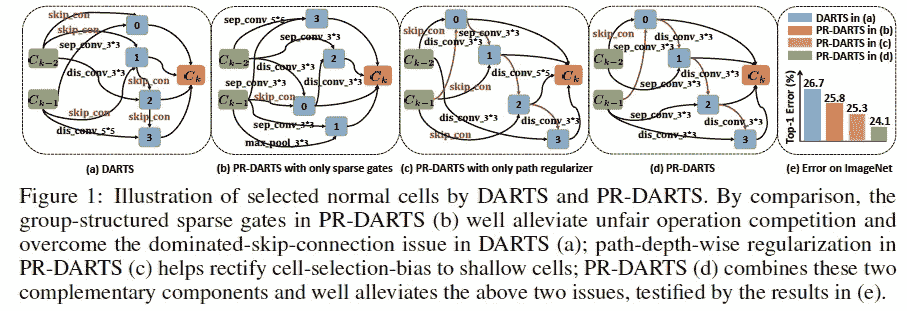 skip_con
skip_con
sep_conv_3*3
dis_conv_3*3
skip_con
skip_con
skip_con
dis_conv_5*5
C_{k-2}
C_{k-1}
0
1
2
3
C_k
(a) DARTS
sep_conv_5*5
sep_conv_3*3
skip_con
dis_conv_3*3
sep_conv_3*3
skip_con
sep_conv_3*3
max_pool_3*3
C_{k-2}
C_{k-1}
3
2
0
1
C_k
(b) PR-DARTS with only sparse gates
skip_con
sep_conv_3*3
dis_conv_3*3
dis_conv_5*5
skip_con
C_{k-2}
C_{k-1}
0
1
2
3
C_k
(c) PR-DARTS with only path regularizer
skip_con
dis_conv_3*3
sep_conv_3*3
dis_conv_3*3
C_{k-2}
C_{k-1}
0
1
2
3
C_k
(d) PR-DARTS
DARTS in (a)
PR-DARTS in (b)
PR-DARTS in (c)
PR-DARTS in (d)
Top-1 Error (%)
26.7
25.8
25.3
24.1
(e) Error on ImageNet
Figure 1: Illustration of selected normal cells by DARTS and PR-DARTS. By comparison, the
group-structured sparse gates in PR-DARTS (b) well alleviate unfair operation competition and
overcome the dominated-skip-connection issue in DARTS (a); path-depth-wise regularization in
PR-DARTS (c) helps rectify cell-selection-bias to shallow cells; PR-DARTS (d) combines these two
complementary components and well alleviates the above two issues, testified by the results in (e).